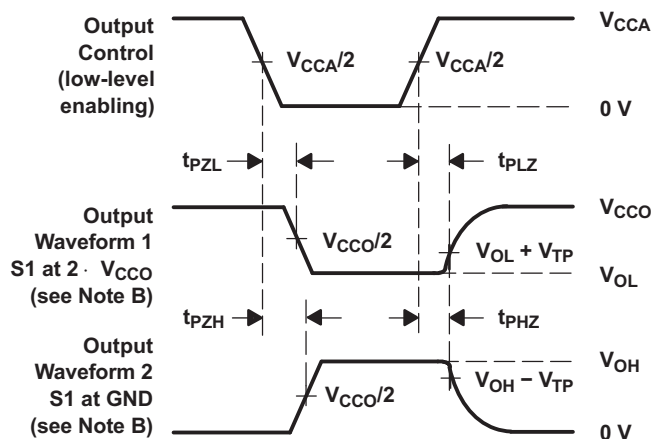 Output
Control
(low-level
enabling)
V_CCA/2
V_CCA/2
V_CCA
0 V
t_PZL
t_PLZ
Output
Waveform 1
S1 at 2 · V_CCO
(see Note B)
V_CCO/2
V_CCO
V_OL + V_TP
V_OL
t_PZH
t_PHZ
Output
Waveform 2
S1 at GND
(see Note B)
V_CCO/2
V_OH
V_OH − V_TP
0 V